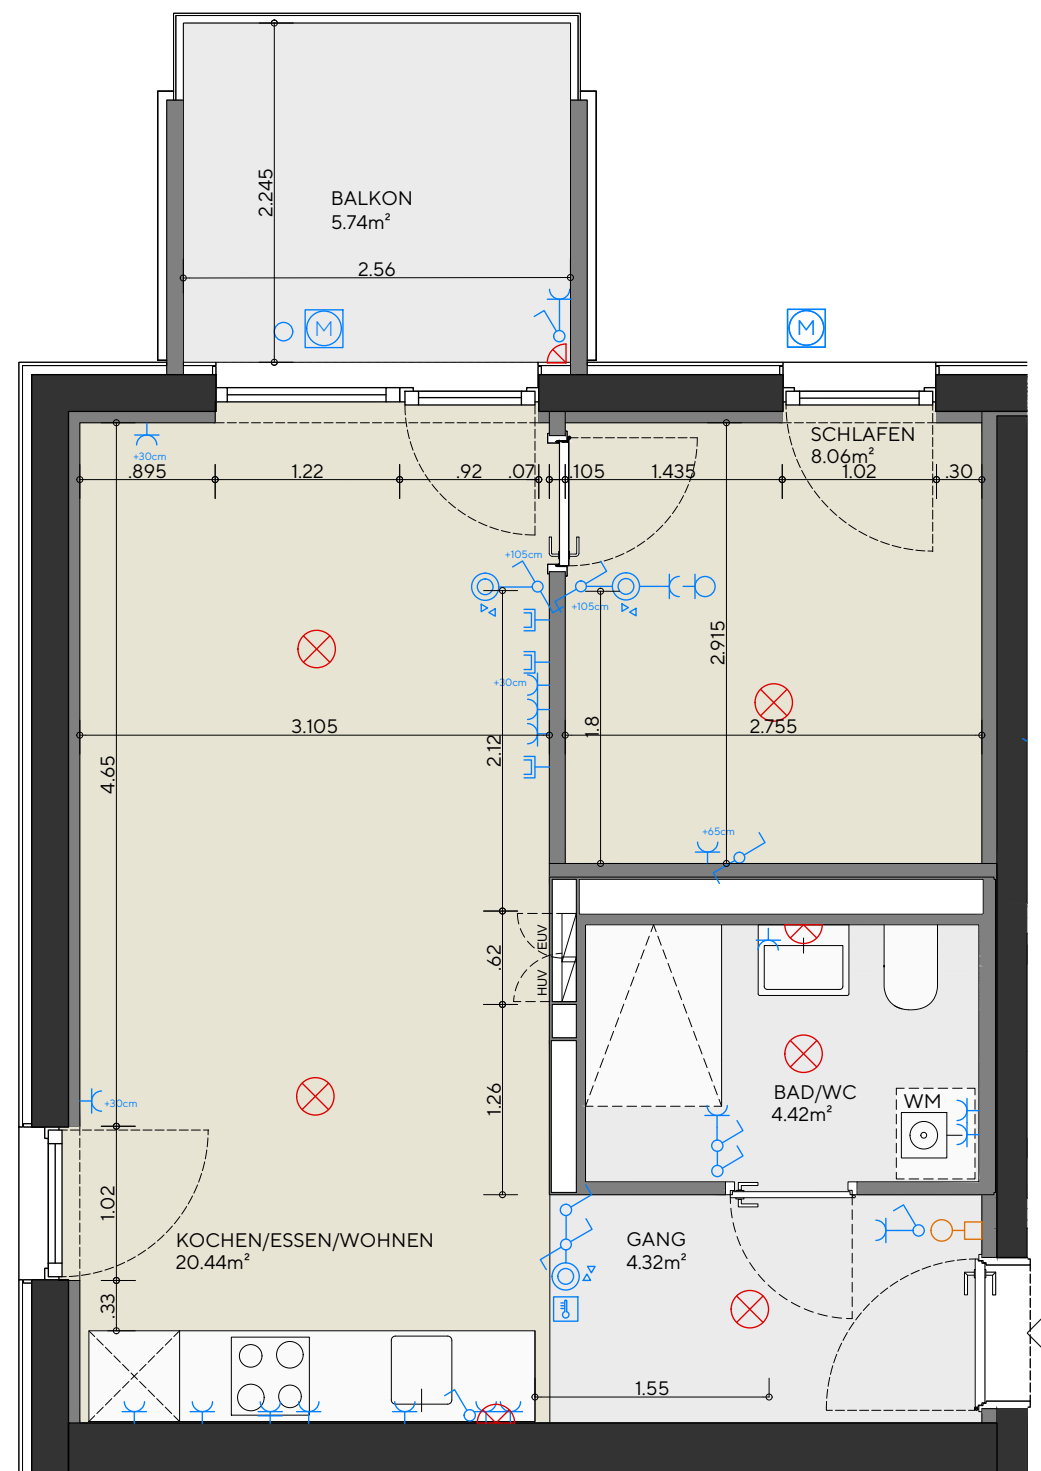 2.245
BALKON
5.74m²
2.56
M
M
SCHLAFEN
8.06m²
+30cm
.895
1.22
.92
.07
.105
1.435
1.02
.30
+105cm
+105cm
2.915
+30cm
3.105
1.8
2.755
2.12
4.65
+65cm
.62
EUV
HUV
1.26
BAD/WC
4.42m²
+30cm
WM
1.02
KOCHEN/ESSEN/WOHNEN
20.44m²
GANG
4.32m²
.33
1.55